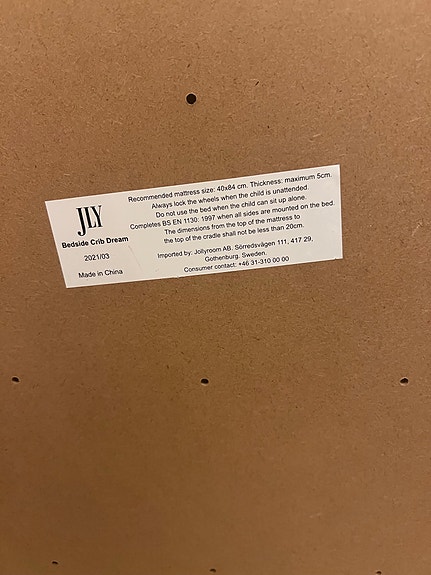 JLY
Bedside Crib Dream
2021/03
Made in China
Recommended mattress size: 40x84 cm. Thickness: maximum 5cm.
Always lock the wheels when the child is unattended.
Do not use the bed when the child can sit up alone.
Completes BS EN 1130: 1997 when all sides are mounted on the bed.
The dimensions from the top of the mattress to
the top of the cradle shall not be less than 20cm.
Imported by: Jollyroom AB, Sörredsvägen 111, 417 29,
Gothenburg, Sweden.
Consumer contact: +46 31-310 00 00